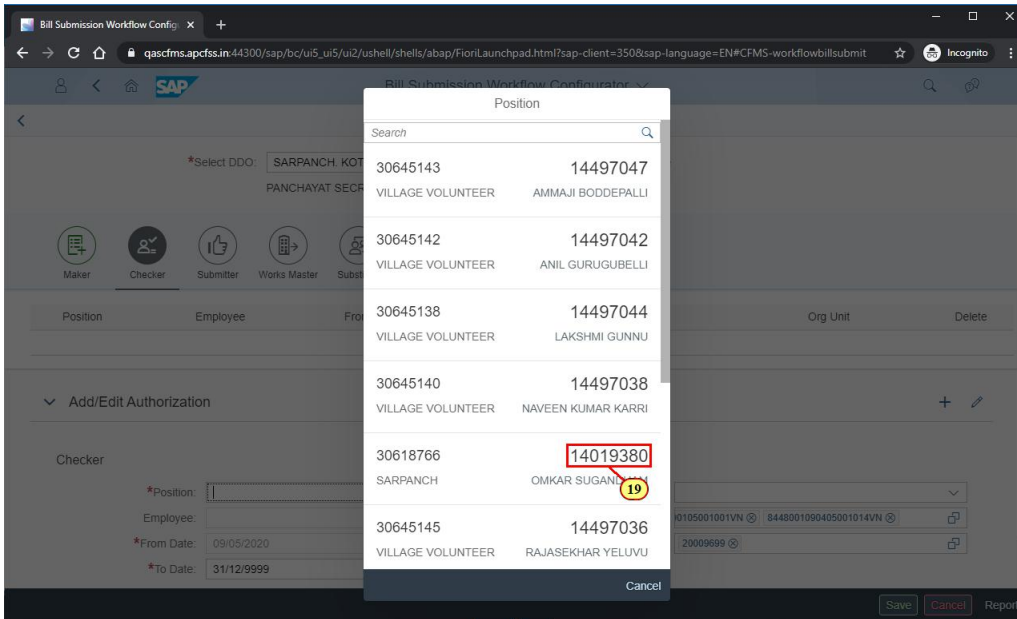 Bill Submission Workflow Config
qascfms.apcfss.in:44300/sap/bc/ui5_ui5/ui2/ushell/shells/abap/FioriLaunchpad.html?sap-client=350&sap-language=EN#CFMS-workflowbillsubmit
Incognito
SAP
Bill Submission Workflow Configurator
Position
Search
*Select DDO: SARPANCH. KOT
PANCHAYAT SECR
30645143 14497047
VILLAGE VOLUNTEER AMMAJI BODDEPALLI
30645142 14497042
VILLAGE VOLUNTEER ANIL GURUGUBELLI
Maker Checker Submitter Works Master Substi
30645138 14497044
VILLAGE VOLUNTEER LAKSHMI GUNNU
Position Employee Fro Org Unit Delete
30645140 14497038
VILLAGE VOLUNTEER NAVEEN KUMAR KARRI
Add/Edit Authorization
30618766 14019380
SARPANCH OMKAR
19
Checker
*Position:
30645145 14497036
VILLAGE VOLUNTEER RAJASEKHAR YELUVU
Employee: 00105001001VN 8448001090405001014VN
*From Date: 09/05/2020 20009699
*To Date: 31/12/9999
Cancel
Save Cancel Report